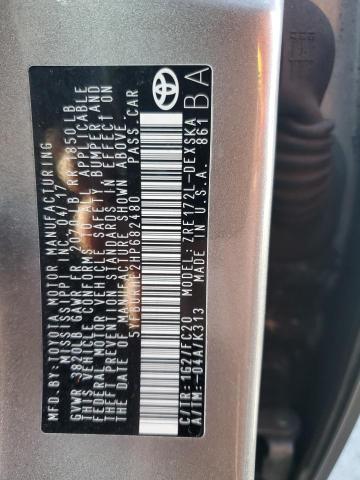 MFD.BY:TOYOTA MOTOR MANUFACTURING
MISSISSIPPI, INC. 04/17
GVWR 3820LB GAWR FR 2070LB RR 1850LB
THIS VEHICLE CONFORMS TO ALL APPLICABLE
FEDERAL MOTOR VEHICLE SAFETY, BUMPER AND
THEFT PREVENTION STANDARDS IN EFFECT ON
THE DATE OF MANUFACTURE SHOWN ABOVE.
5YFBURHE2HP682480 PASS.CAR
C/TR:1G2/FC20 ZRE172L-DEXSKA
A/TM:-04A/K313 MADE IN U.S.A. 861
BA